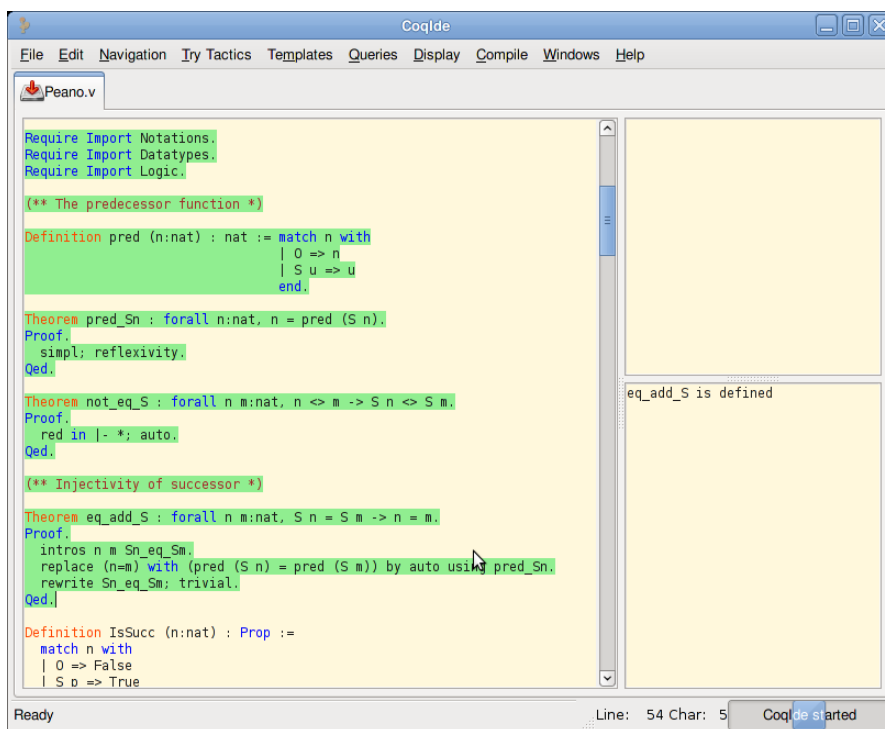 CoqIde
File Edit Navigation Try Tactics Templates Queries Display Compile Windows Help
Peano.v
Require Import Notations.
Require Import Datatypes.
Require Import Logic.
(** The predecessor function *)
Definition pred (n:nat) : nat := match n with
| O => n
| S u => u
end.
Theorem pred_Sn : forall n:nat, n = pred (S n).
Proof.
simpl; reflexivity.
Qed.
Theorem not_eq_S : forall n m:nat, n <> m -> S n <> S m.
Proof.
red in |- *; auto.
Qed.
(** Injectivity of successor *)
Theorem eq_add_S : forall n m:nat, S n = S m -> n = m.
Proof.
intros n m Sn_eq_Sm.
replace (n=m) with (pred (S n) = pred (S m)) by auto using pred_Sn.
rewrite Sn_eq_Sm; trivial.
Qed.
Definition IsSucc (n:nat) : Prop :=
match n with
| O => False
| S p => True
eq_add_S is defined
Ready
Line: 54 Char: 5
CoqIde started